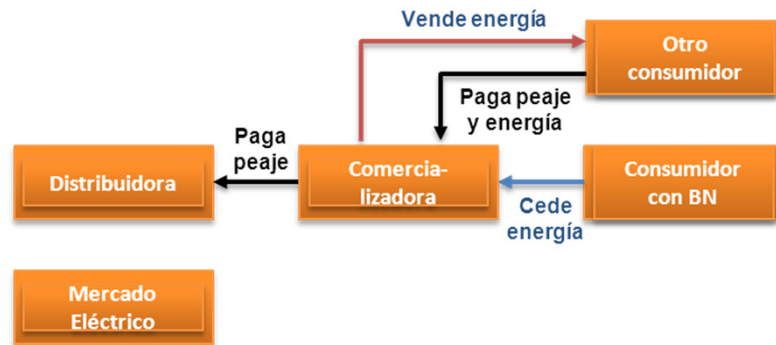 Vende energía
Otro
consumidor
Paga peaje
y energía
Paga
peaje
Distribuidora
Comercia-
lizadora
Consumidor
con BN
Cede
energía
Mercado
Eléctrico